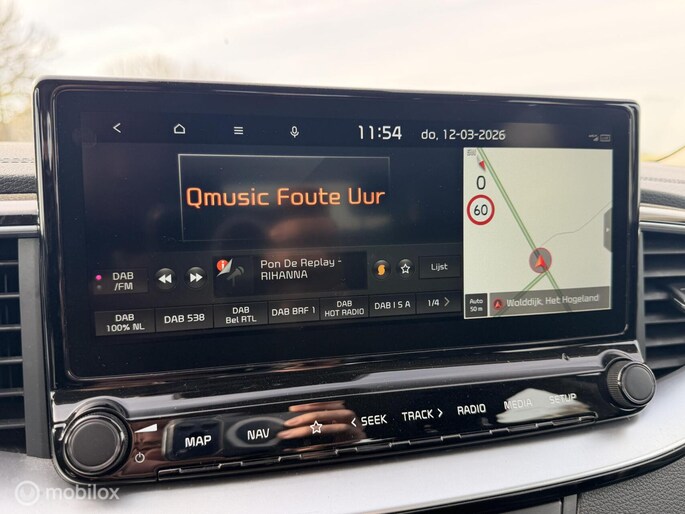 11:54 do, 12-03-2026
Qmusic Foute Uur
0
60
Pon De Replay -
RIHANNA
DAB
/FM
Lijst
DAB
100% NL
DAB 538
DAB
Bel RTL
DAB BRF 1
DAB
HOT RADIO
DAB I S A
1/4
Auto
50 m
Wolddijk, Het Hogeland
MAP
NAV
< SEEK
TRACK >
RADIO
MEDIA
SETUP
© mobilox